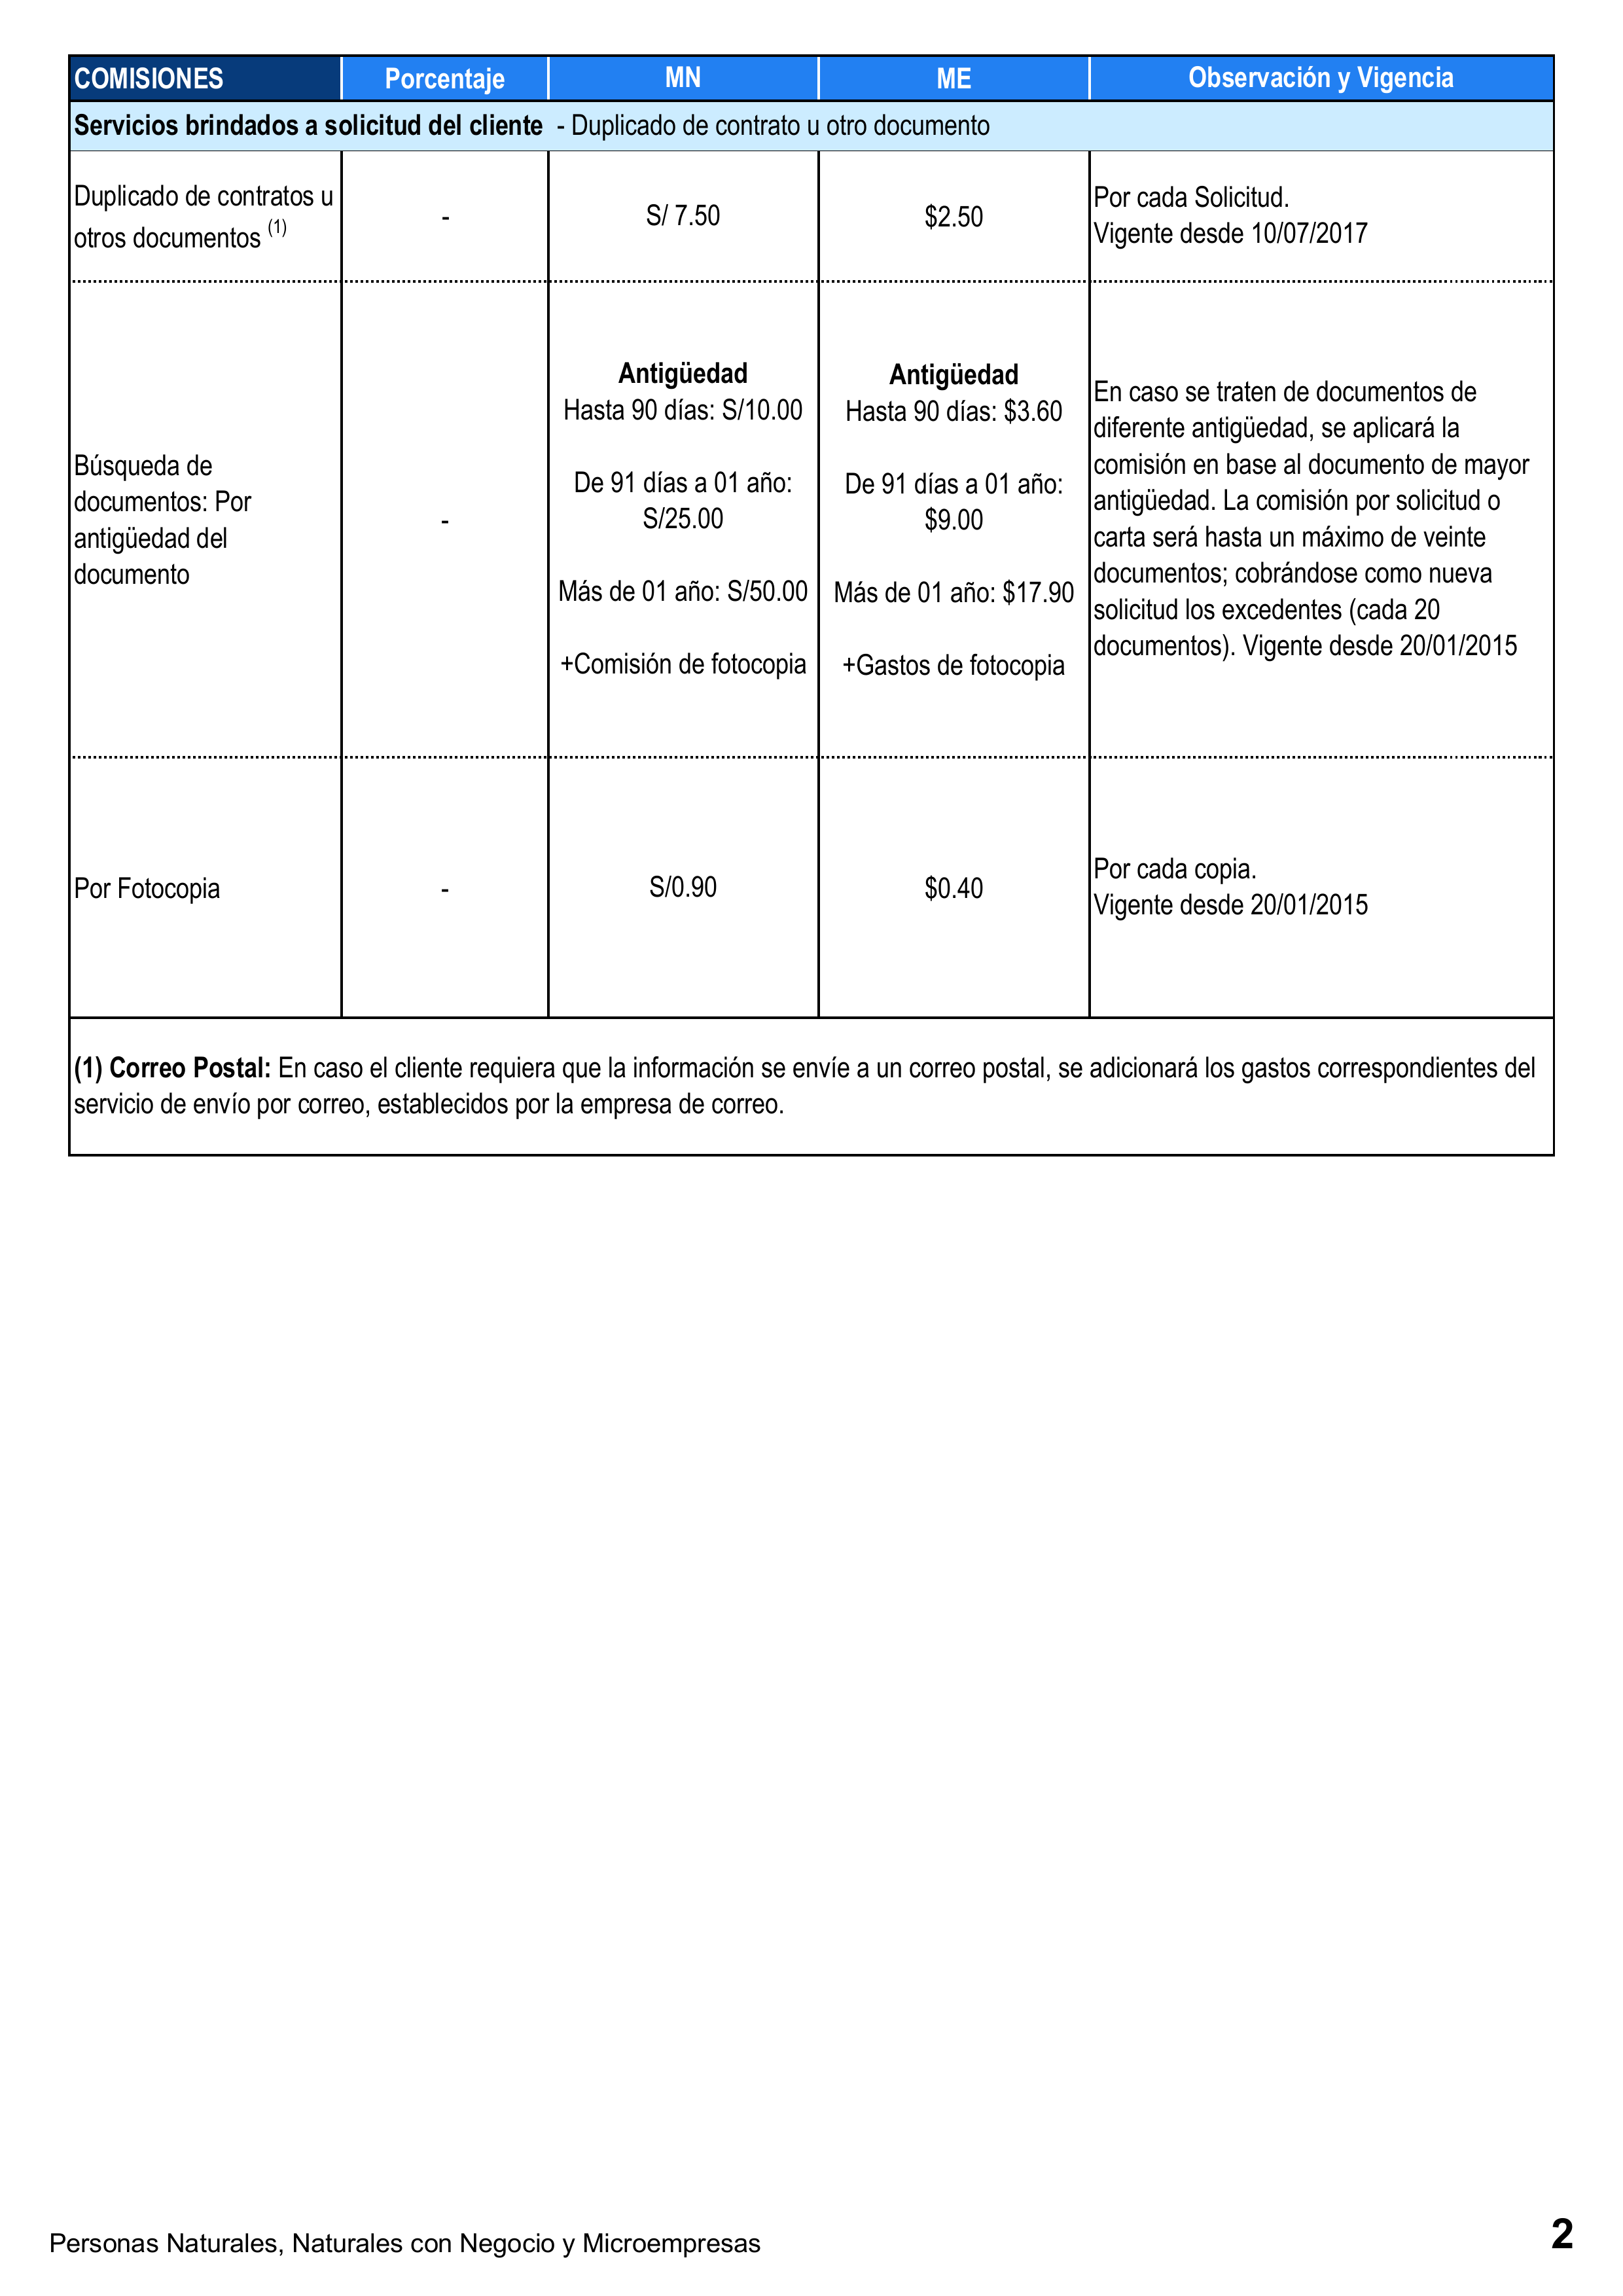 COMISIONES Porcentaje MN ME Observación y Vigencia
Servicios brindados a solicitud del cliente - Duplicado de contrato u otro documento
Duplicado de contratos u
otros documentos (1)
-
S/ 7.50
$2.50
Por cada Solicitud.
Vigente desde 10/07/2017
Búsqueda de
documentos: Por
antigüedad del
documento
-
Antigüedad
Hasta 90 días: S/10.00
De 91 días a 01 año:
S/25.00
Más de 01 año: S/50.00
+Comisión de fotocopia
Antigüedad
Hasta 90 días: $3.60
De 91 días a 01 año:
$9.00
Más de 01 año: $17.90
+Gastos de fotocopia
En caso se traten de documentos de
diferente antigüedad, se aplicará la
comisión en base al documento de mayor
antigüedad. La comisión por solicitud o
carta será hasta un máximo de veinte
documentos; cobrándose como nueva
solicitud los excedentes (cada 20
documentos). Vigente desde 20/01/2015
Por Fotocopia
-
S/0.90
$0.40
Por cada copia.
Vigente desde 20/01/2015
(1) Correo Postal: En caso el cliente requiera que la información se envíe a un correo postal, se adicionará los gastos correspondientes del
servicio de envío por correo, establecidos por la empresa de correo.
Personas Naturales, Naturales con Negocio y Microempresas
2